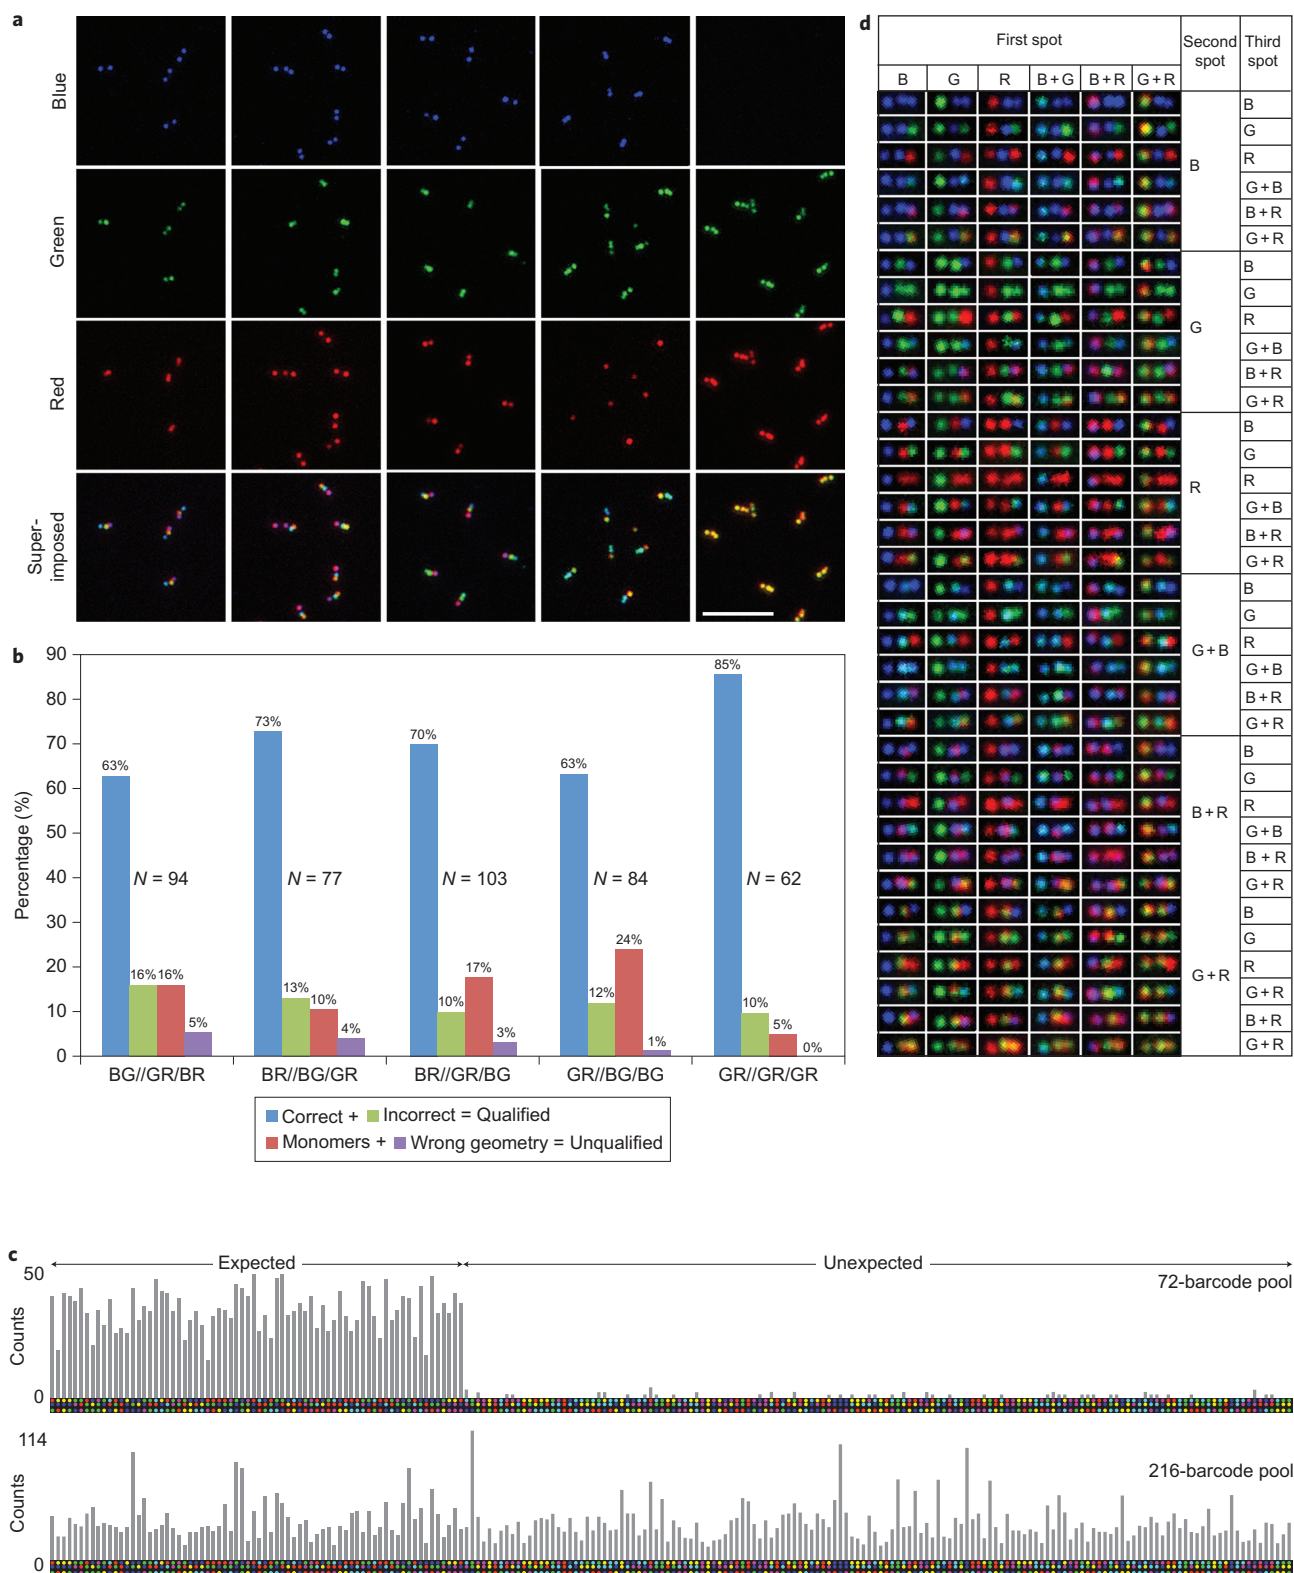 a
Blue
Green
Red
Super-
imposed
b
Percentage (%)
90
80
70
60
50
40
30
20
10
0
63%
16%
16%
5%
N = 94
73%
13%
10%
4%
N = 77
70%
10%
17%
3%
N = 103
63%
12%
24%
1%
N = 84
85%
10%
5%
0%
N = 62
BG//GR/BR
BR//BG/GR
BR//GR/BG
GR//BG/BG
GR//GR/GR
Correct + Incorrect = Qualified
Monomers + Wrong geometry = Unqualified
c
Expected
Unexpected
72-barcode pool
50
Counts
0
216-barcode pool
114
Counts
0
d
First spot
Second
spot
Third
spot
B G R B + G B + R G + R
B
B
G
R
G + B
B + R
G + R
G
B
G
R
G + B
B + R
G + R
R
B
G
R
G + B
B + R
G + R
G + B
B
G
R
G + B
B + R
G + R
B + R
B
G
R
G + B
B + R
G + R
G + R
B
G
R
G + R
B + R
G + R